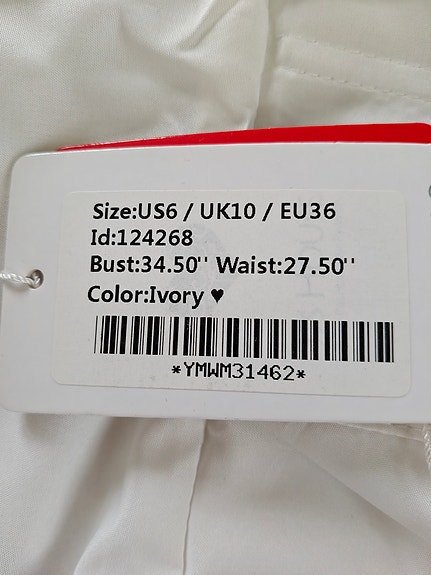 Size:US6 / UK10 / EU36
Id:124268
Bust:34.50'' Waist:27.50''
Color:Ivory ♥
*YMWM31462*